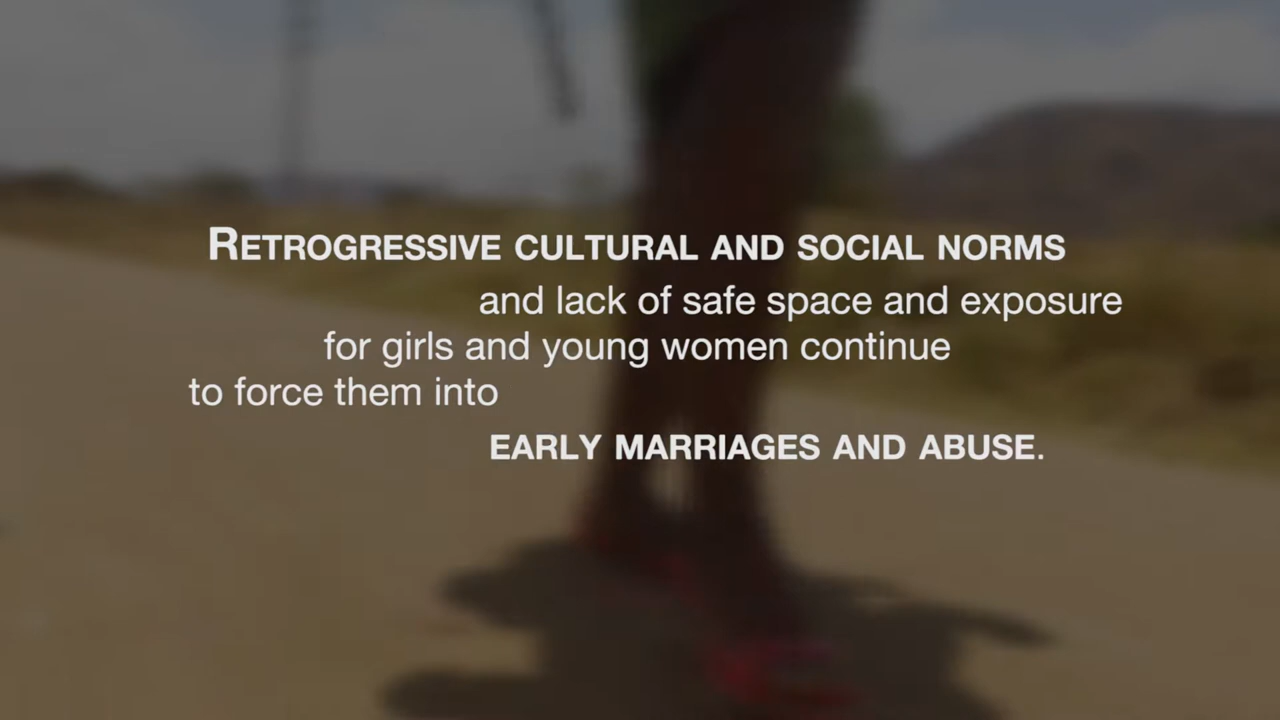 RETROGRESSIVE CULTURAL AND SOCIAL NORMS
and lack of safe space and exposure
for girls and young women continue
to force them into
EARLY MARRIAGES AND ABUSE.